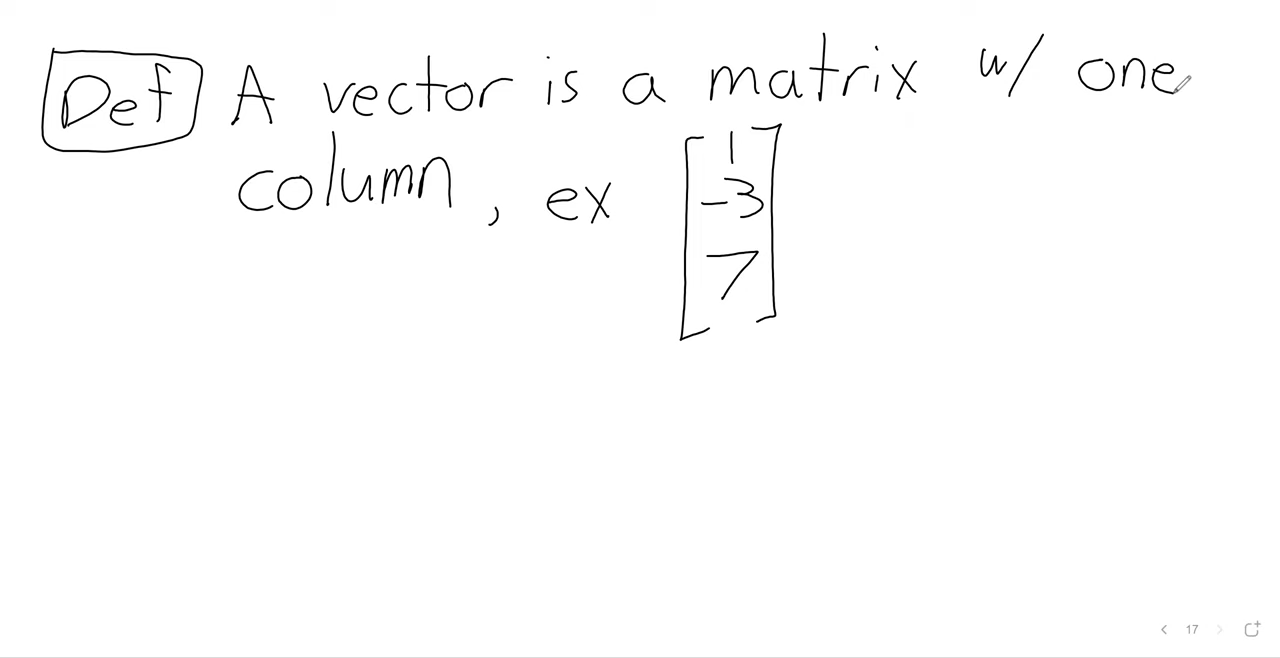 Def A vector is a matrix w/ one
column, ex [1
-3
7]
17